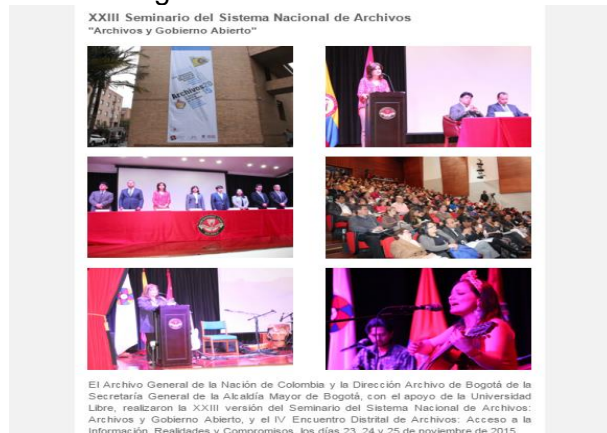 XXIII Seminario del Sistema Nacional de Archivos
"Archivos y Gobierno Abierto"
Archivos
El Archivo General de la Nación de Colombia y la Dirección Archivo de Bogotá de la
Secretaría General de la Alcaldía Mayor de Bogotá, con el apoyo de la Universidad
Libre, realizaron la XXIII versión del Seminario del Sistema Nacional de Archivos:
Archivos y Gobierno Abierto, y el IV Encuentro Distrital de Archivos: Acceso a la
Información, Realidades y Compromisos, los días 23, 24 y 25 de noviembre de 2015.